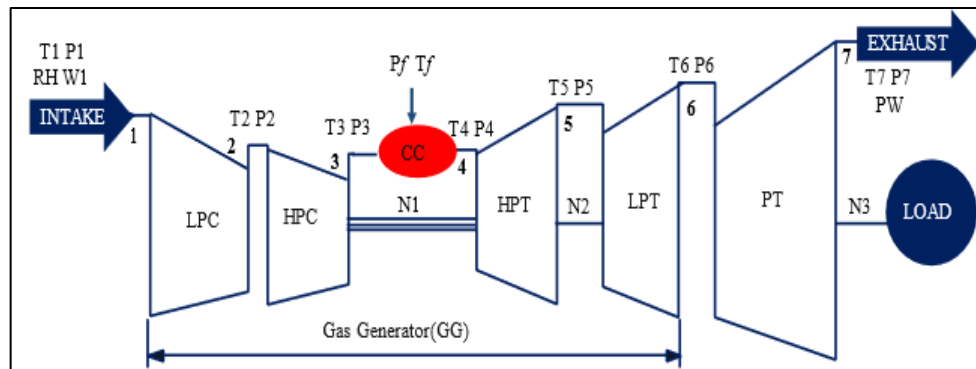 T1 P1
RH W1
INTAKE
1
T2 P2
2
LPC
HPC
T3 P3
3
Pf Tf
CC
T4 P4
4
N1
HPT
T5 P5
5
N2
LPT
T6 P6
6
PT
7
EXHAUST
T7 P7
PW
N3
LOAD
Gas Generator(GG)